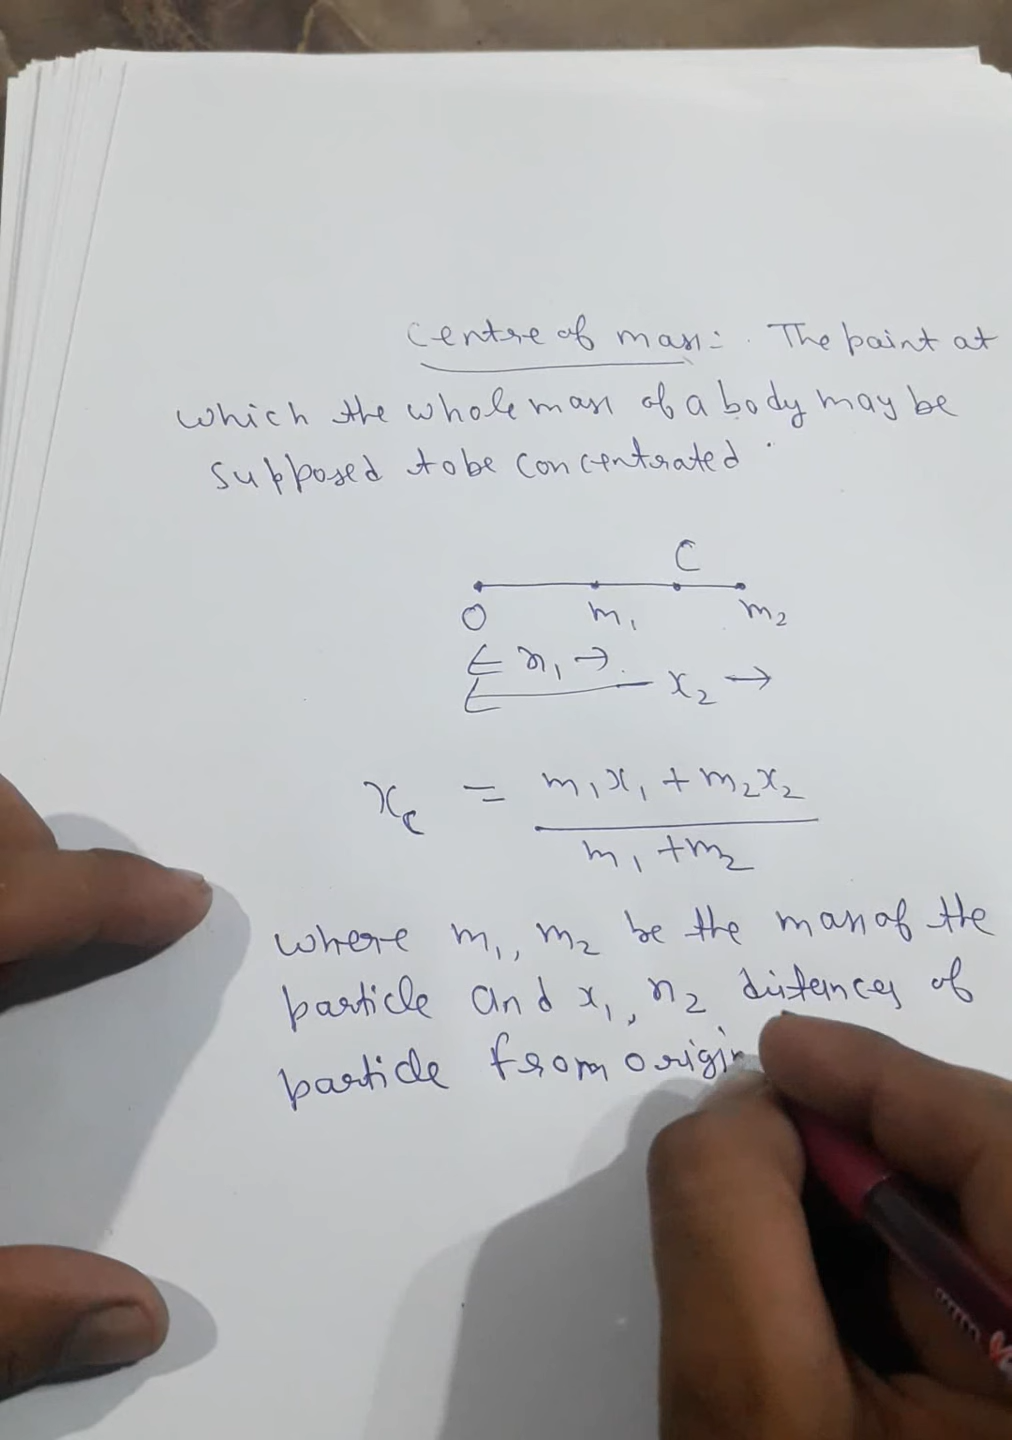 Centre of mass: The point at
which the whole mass of a body may be
supposed to be concentrated.
C
O m₁ m₂
← x₁ →
← x₂ →
x_c = (m₁x₁ + m₂x₂) / (m₁ + m₂)
where m₁, m₂ be the mass of the
particle and x₁, x₂ distances of
particle from origin